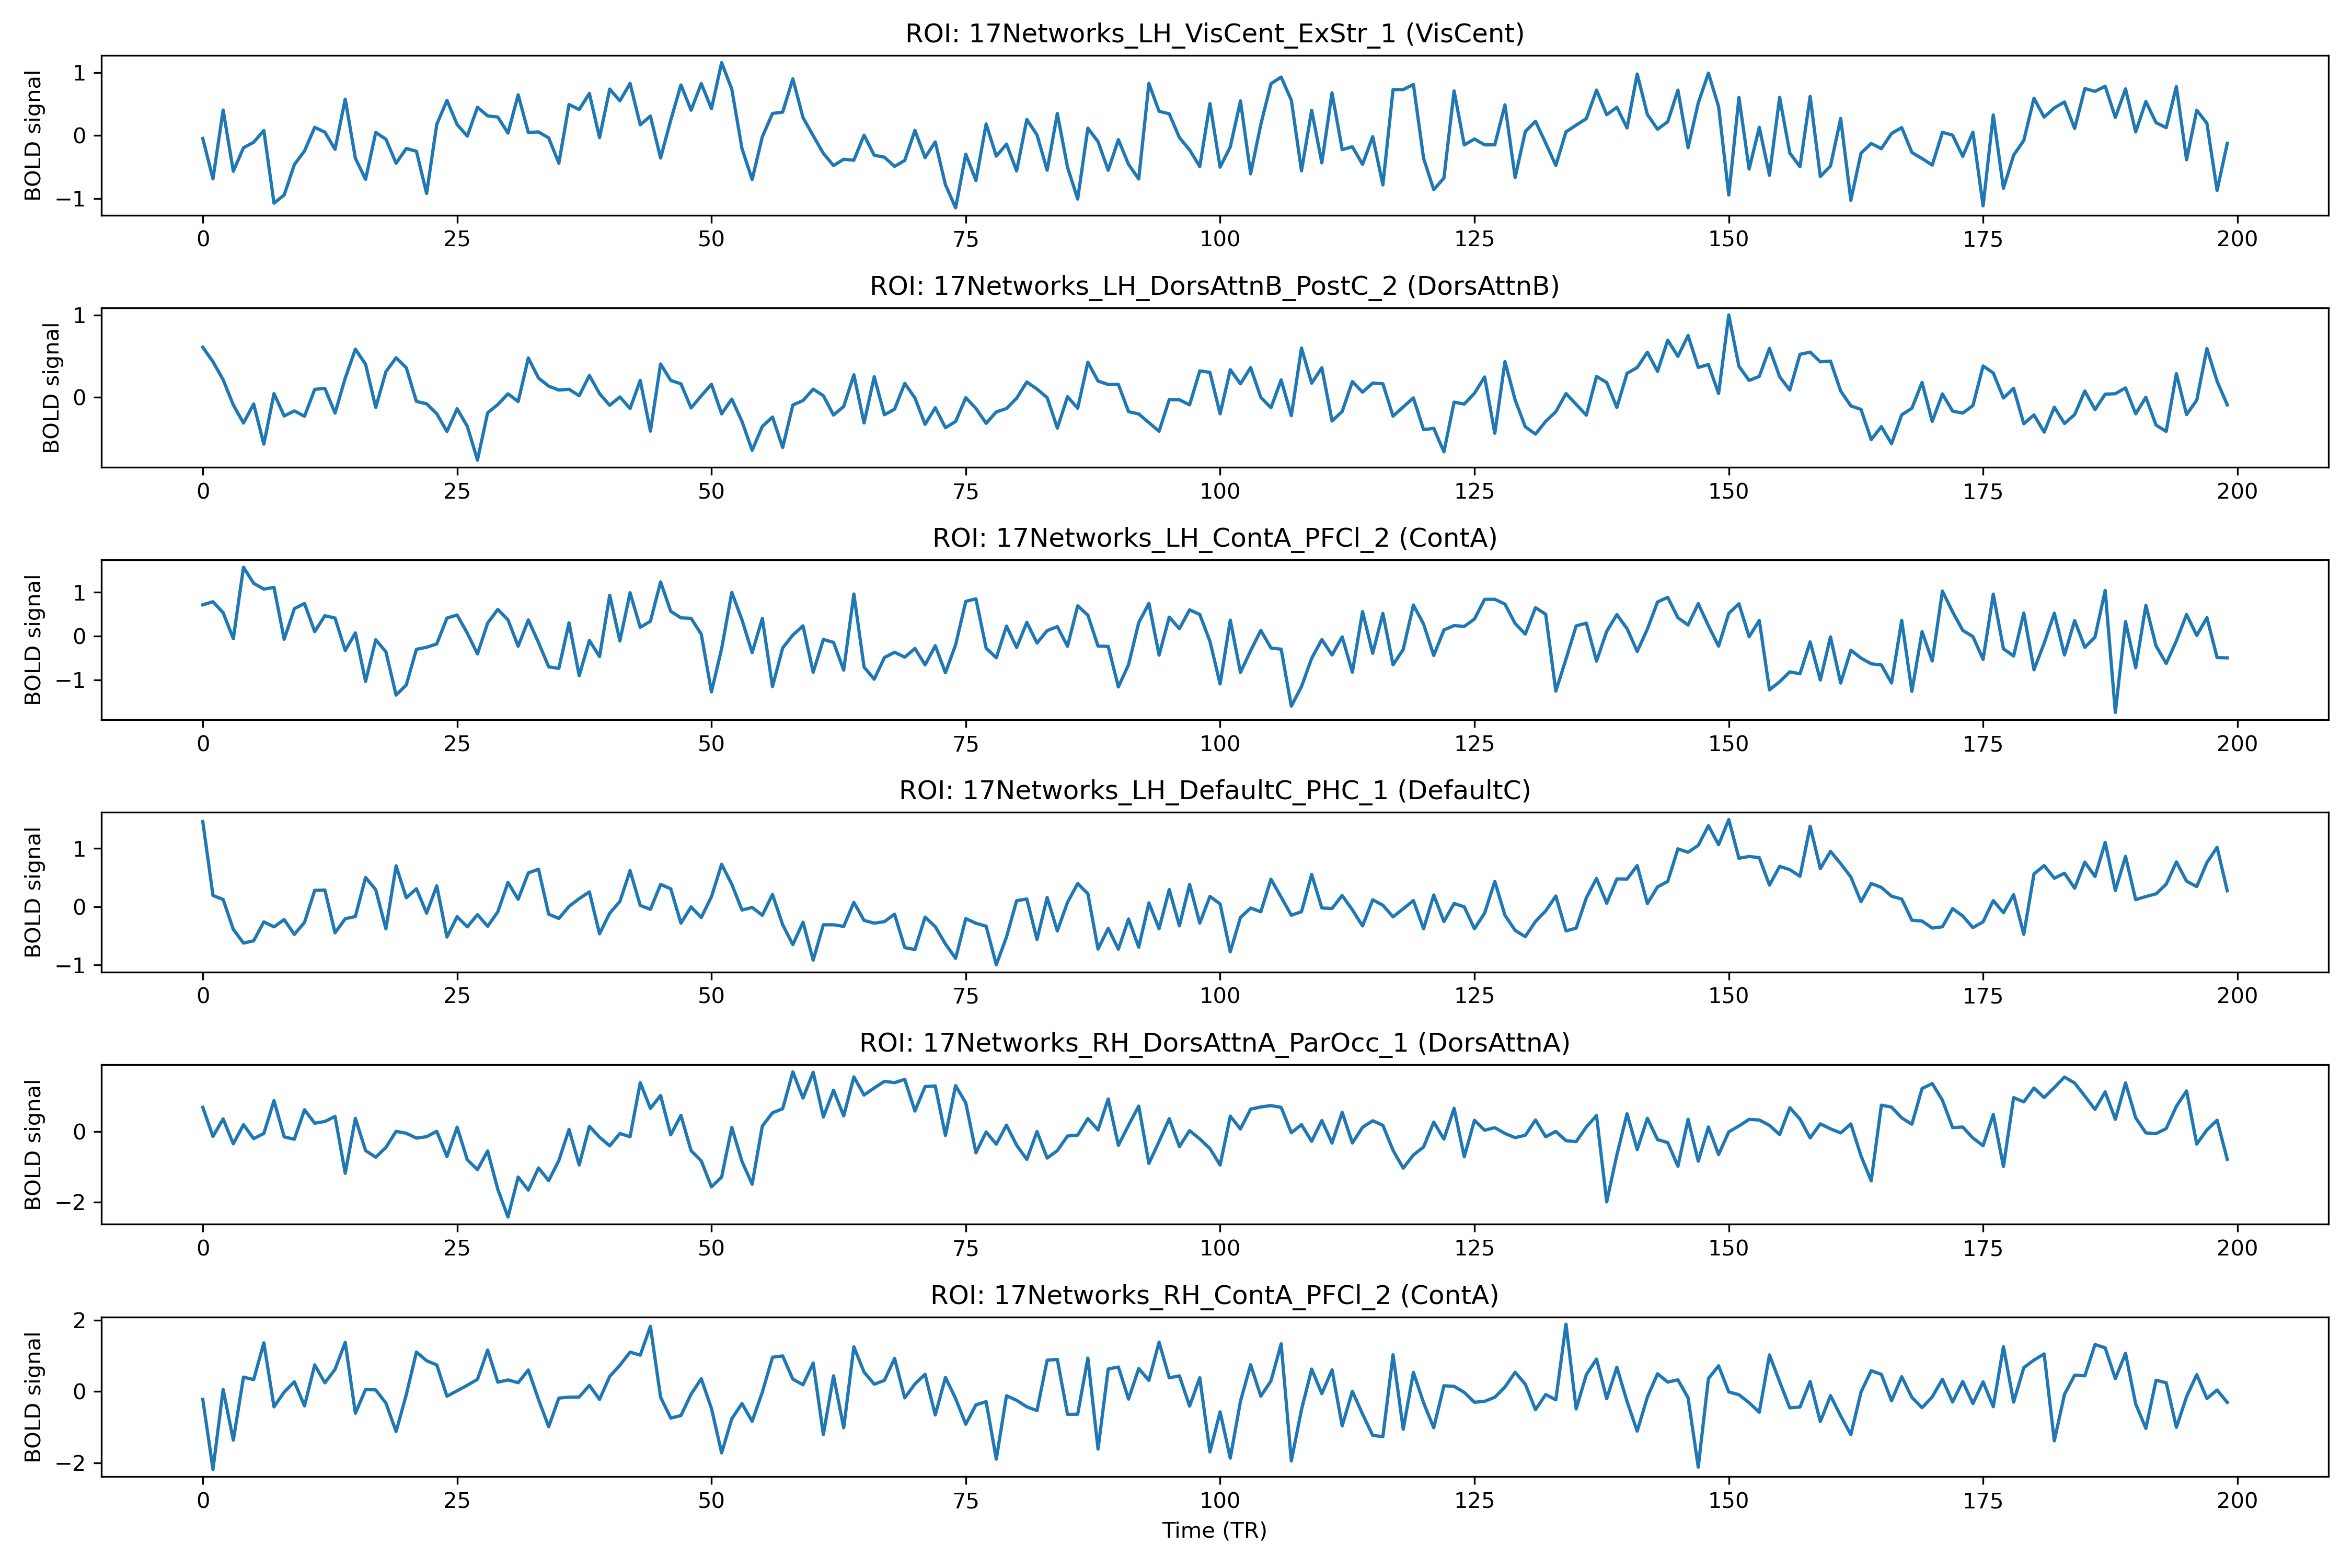 ROI: 17Networks_LH_VisCent_ExStr_1 (VisCent)
BOLD signal
1
0
−1
0 25 50 75 100 125 150 175 200
ROI: 17Networks_LH_DorsAttnB_PostC_2 (DorsAttnB)
BOLD signal
1
0
0 25 50 75 100 125 150 175 200
ROI: 17Networks_LH_ContA_PFCl_2 (ContA)
BOLD signal
1
0
−1
0 25 50 75 100 125 150 175 200
ROI: 17Networks_LH_DefaultC_PHC_1 (DefaultC)
BOLD signal
1
0
−1
0 25 50 75 100 125 150 175 200
ROI: 17Networks_RH_DorsAttnA_ParOcc_1 (DorsAttnA)
BOLD signal
0
−2
0 25 50 75 100 125 150 175 200
ROI: 17Networks_RH_ContA_PFCl_2 (ContA)
BOLD signal
2
0
−2
0 25 50 75 100 125 150 175 200
Time (TR)